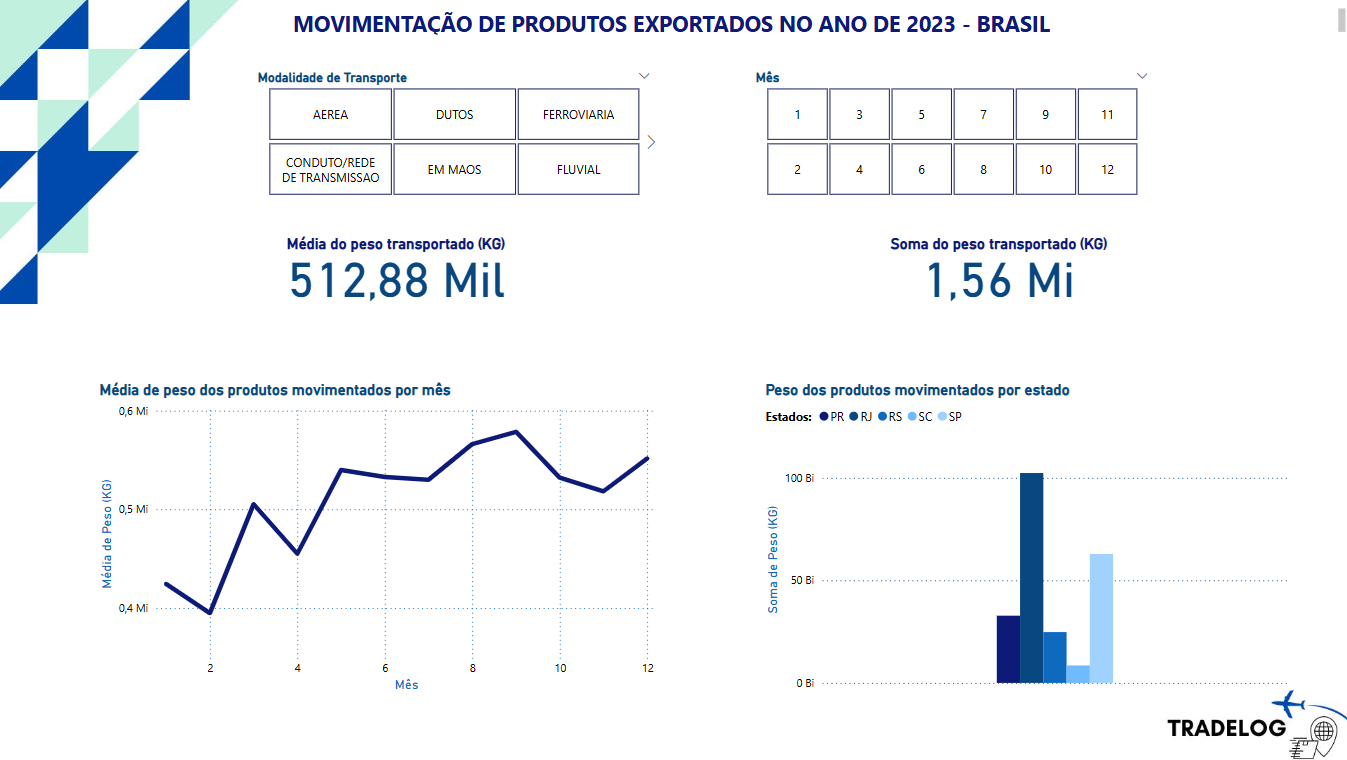 MOVIMENTAÇÃO DE PRODUTOS EXPORTADOS NO ANO DE 2023 - BRASIL
Modalidade de Transporte
AEREA
DUTOS
FERROVIARIA
CONDUTO/REDE
DE TRANSMISSAO
EM MAOS
FLUVIAL
Mês
1
3
5
7
9
11
2
4
6
8
10
12
Média do peso transportado (KG)
512,88 Mil
Soma do peso transportado (KG)
1,56 Mi
Média de peso dos produtos movimentados por mês
0,6 Mi
0,5 Mi
0,4 Mi
Média de Peso (KG)
2
4
6
8
10
12
Mês
Peso dos produtos movimentados por estado
Estados: PR RJ RS SC SP
100 Bi
50 Bi
0 Bi
Soma de Peso (KG)
TRADELOG